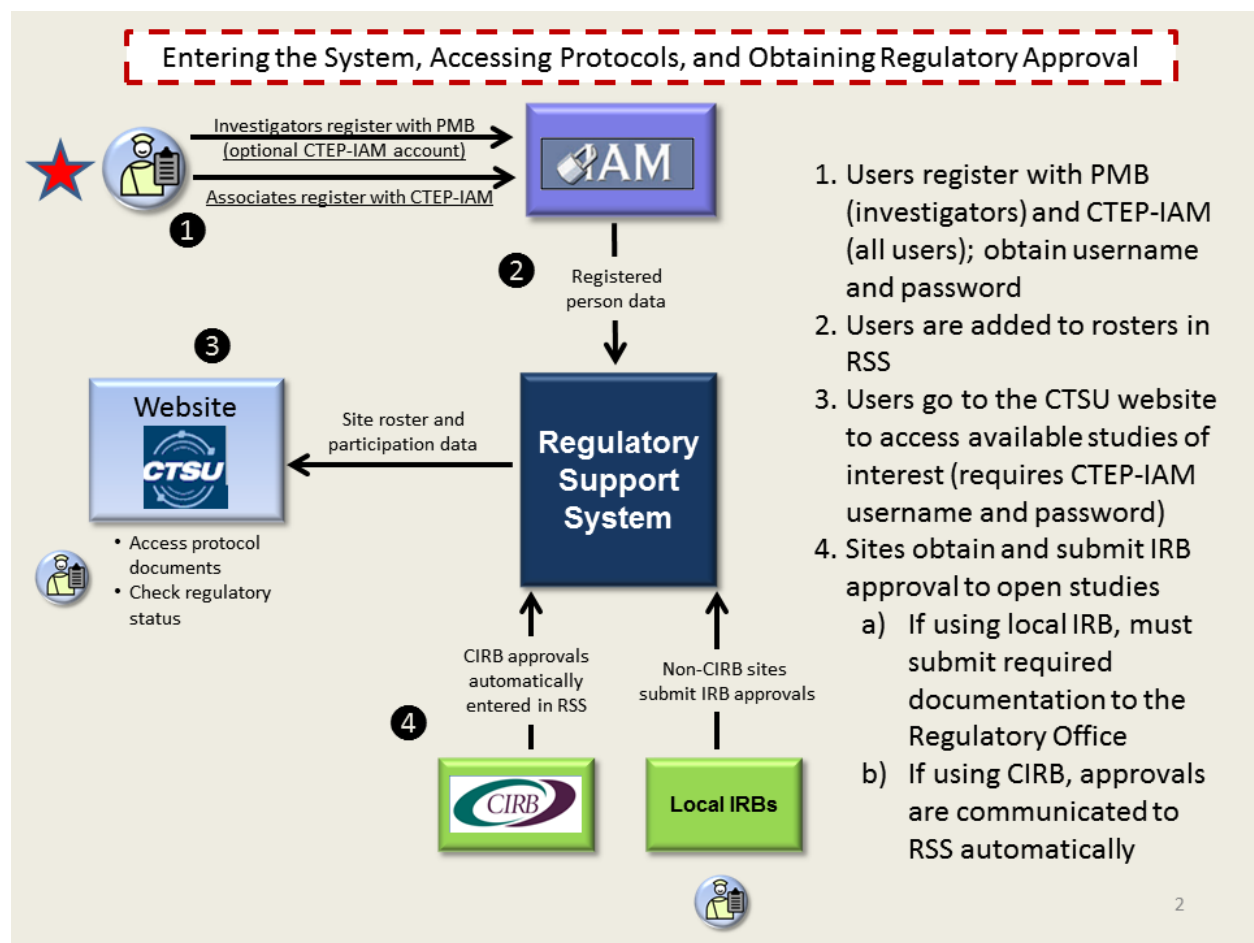 Entering the System, Accessing Protocols, and Obtaining Regulatory Approval
Investigators register with PMB
(optional CTEP-IAM account)
Associates register with CTEP-IAM
1
IAM
2
Registered
person data
3
Website
CTSU
Site roster and
participation data
Regulatory
Support
System
• Access protocol
documents
• Check regulatory
status
CIRB approvals
automatically
entered in RSS
Non-CIRB sites
submit IRB approvals
4
CIRB
Local IRBs
1. Users register with PMB
(investigators) and CTEP-IAM
(all users); obtain username
and password
2. Users are added to rosters in
RSS
3. Users go to the CTSU website
to access available studies of
interest (requires CTEP-IAM
username and password)
4. Sites obtain and submit IRB
approval to open studies
a) If using local IRB, must
submit required
documentation to the
Regulatory Office
b) If using CIRB, approvals
are communicated to
RSS automatically
2